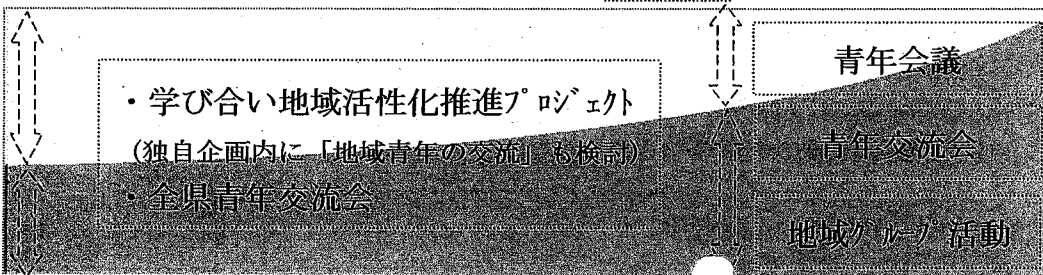 ・学び合い地域活性化推進プロジェクト
(独自企画内に「地域青年の交流」も検討)
・全県青年交流会
青年会議
青年交流会
地域グループ活動